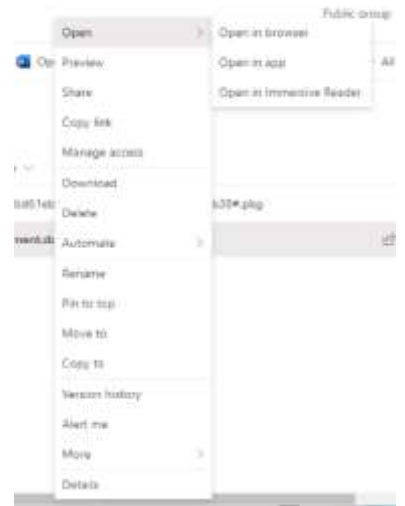 Public group
Open
Open in browser
Preview
Open in app
All
Share
Open in Immersive Reader
Copy link
Manage access
Download
Delete
Automate
Rename
Pin to top
Move to
Copy to
Version history
Alert me
More
Details